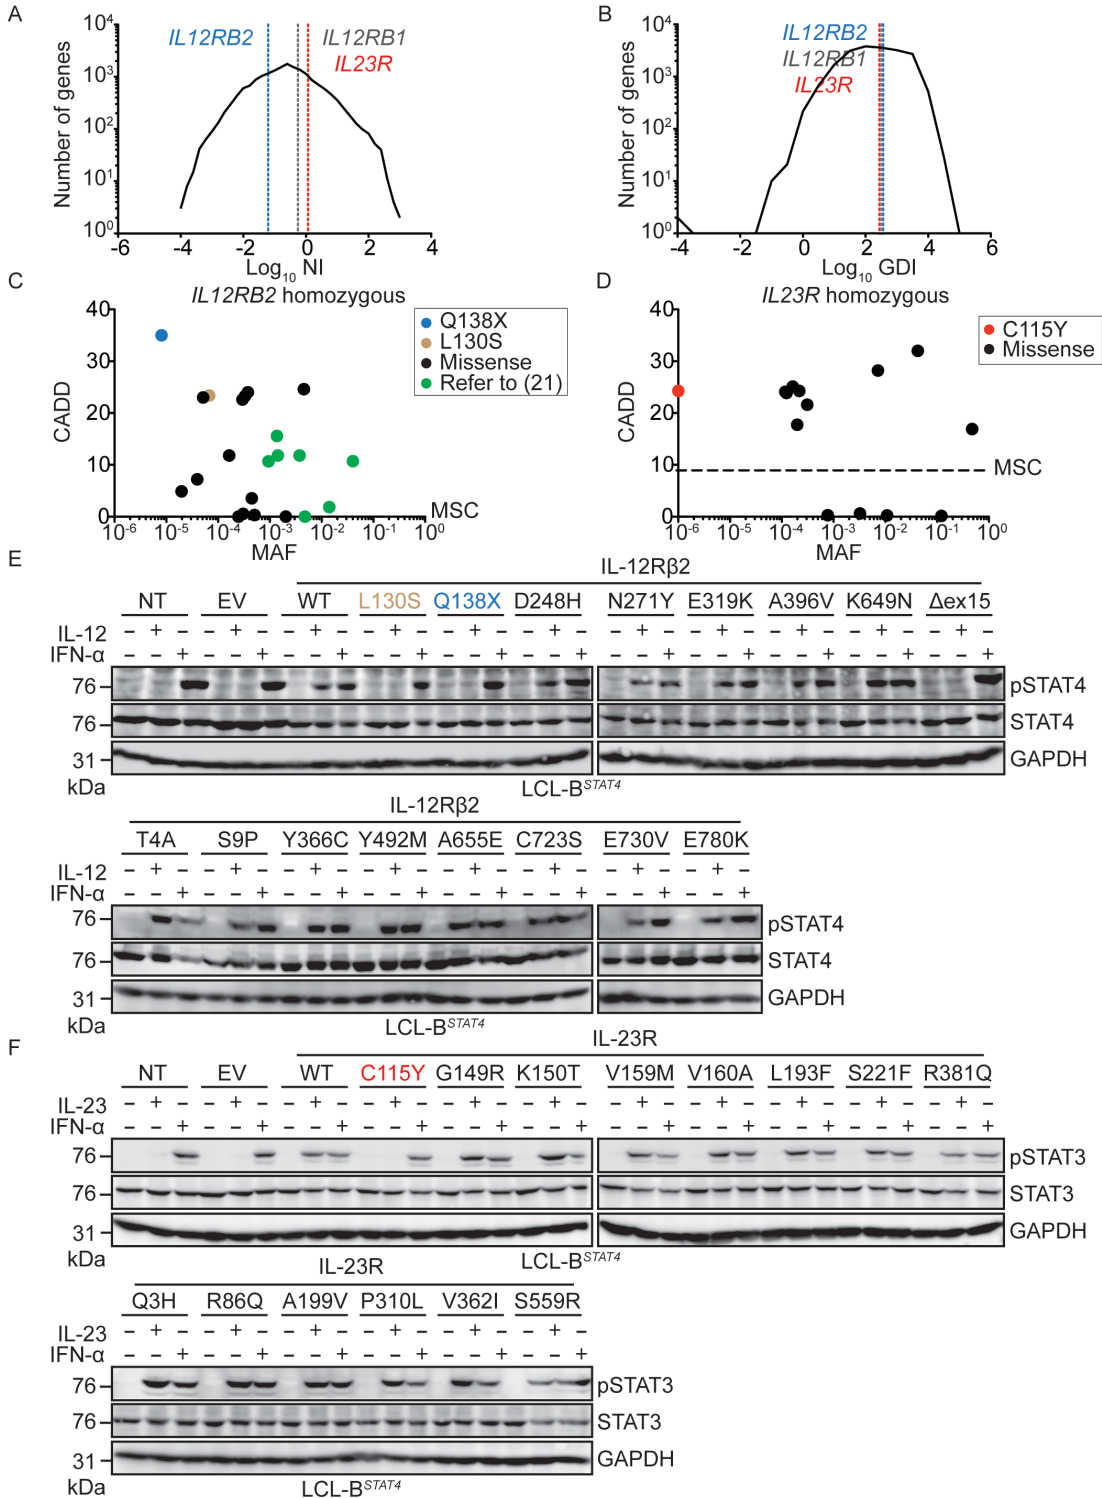 A
Number of genes
10⁴
10³
10²
10¹
10⁰
IL12RB2
IL12RB1
IL23R
-6 -4 -2 0 2 4
Log₁₀ NI
B
Number of genes
10⁴
10³
10²
10¹
10⁰
IL12RB2
IL12RB1
IL23R
-4 -2 0 2 4 6
Log₁₀ GDI
C
IL12RB2 homozygous
CADD
40
30
20
10
0
MSC
10⁻⁶ 10⁻⁵ 10⁻⁴ 10⁻³ 10⁻² 10⁻¹ 10⁰
MAF
Q138X
L130S
Missense
Refer to (21)
D
IL23R homozygous
CADD
40
30
20
10
0
MSC
10⁻⁶ 10⁻⁵ 10⁻⁴ 10⁻³ 10⁻² 10⁻¹ 10⁰
MAF
C115Y
Missense
E
IL-12Rβ2
NT EV WT L130S Q138X D248H N271Y E319K A396V K649N Δex15
IL-12 – + – – + – – + – – + – – + – – + – – + – – + – – + – – + – – + –
IFN-α – – + – – + – – + – – + – – + – – + – – + – – + – – + – – + – – +
76 pSTAT4
76 STAT4
31 GAPDH
kDa
LCL-B^STAT4
IL-12Rβ2
T4A S9P Y366C Y492M A655E C723S E730V E780K
IL-12 – + – – + – – + – – + – – + – – + – – + – – + –
IFN-α – – + – – + – – + – – + – – + – – + – – + – – +
76 pSTAT4
76 STAT4
31 GAPDH
kDa
LCL-B^STAT4
F
IL-23R
NT EV WT C115Y G149R K150T V159M V160A L193F S221F R381Q
IL-23 – + – – + – – + – – + – – + – – + – – + – – + – – + – – + – – + –
IFN-α – – + – – + – – + – – + – – + – – + – – + – – + – – + – – + – – +
76 pSTAT3
76 STAT3
31 GAPDH
kDa
LCL-B^STAT4
IL-23R
Q3H R86Q A199V P310L V362I S559R
IL-23 – + – – + – – + – – + – – + – – + –
IFN-α – – + – – + – – + – – + – – + – – +
76 pSTAT3
76 STAT3
31 GAPDH
kDa
LCL-B^STAT4